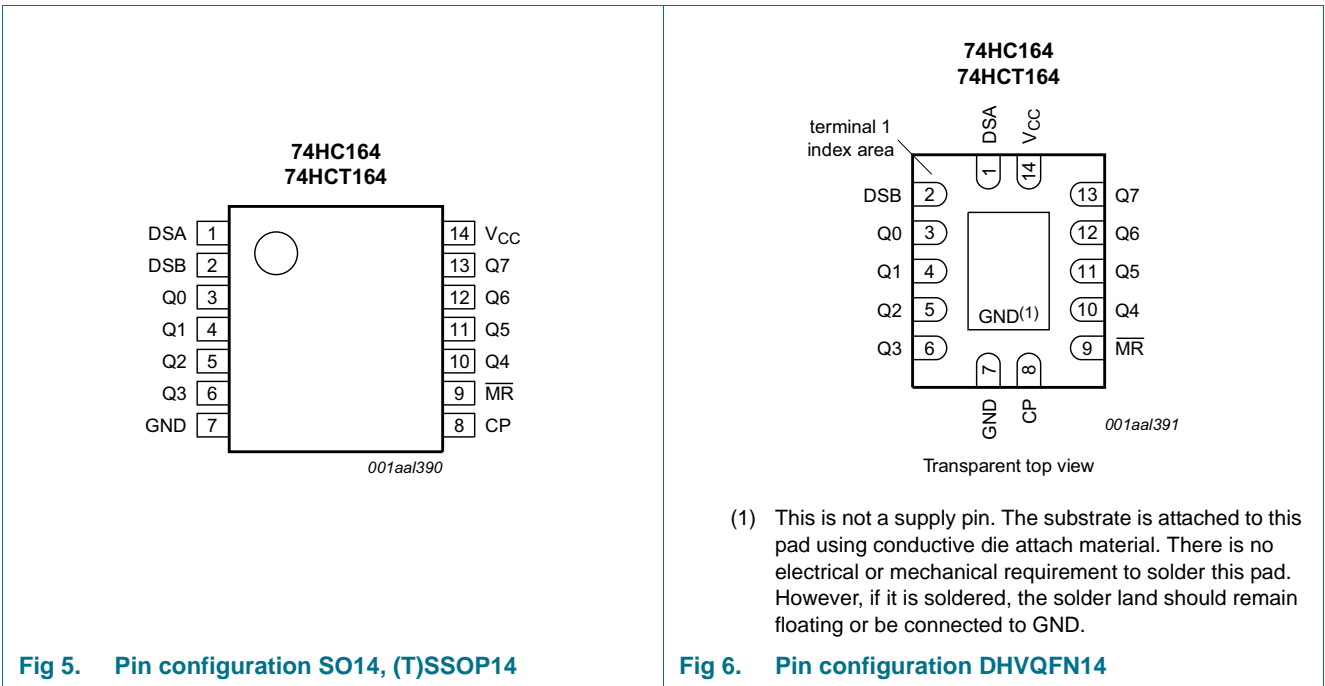 74HC164
74HCT164
DSA 1
DSB 2
Q0 3
Q1 4
Q2 5
Q3 6
GND 7
14 VCC
13 Q7
12 Q6
11 Q5
10 Q4
9 MR
8 CP
001aal390
Fig 5. Pin configuration SO14, (T)SSOP14
74HC164
74HCT164
terminal 1
index area
DSA
VCC
1
14
DSB 2
Q0 3
Q1 4
Q2 5
Q3 6
13 Q7
12 Q6
11 Q5
10 Q4
9 MR
GND(1)
7
8
GND
CP
001aal391
Transparent top view
(1) This is not a supply pin. The substrate is attached to this
pad using conductive die attach material. There is no
electrical or mechanical requirement to solder this pad.
However, if it is soldered, the solder land should remain
floating or be connected to GND.
Fig 6. Pin configuration DHVQFN14